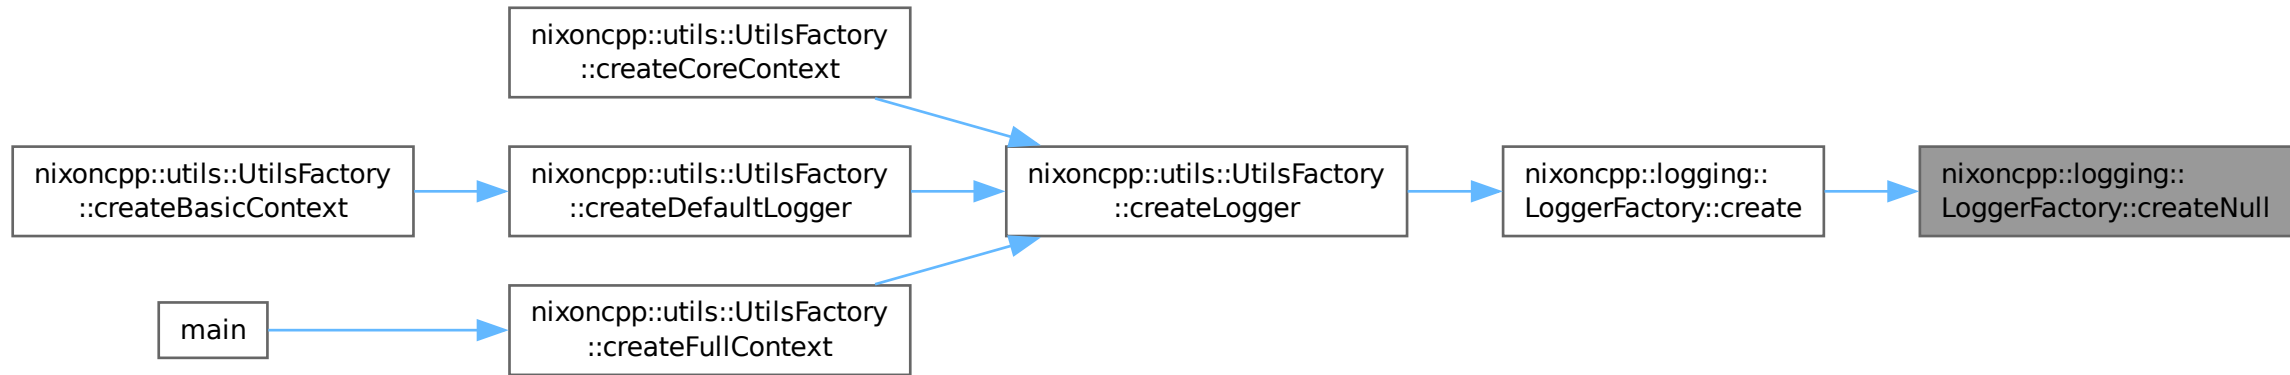 nixoncpp::utils::UtilsFactory
::createCoreContext
nixoncpp::utils::UtilsFactory
::createBasicContext
nixoncpp::utils::UtilsFactory
::createDefaultLogger
nixoncpp::utils::UtilsFactory
::createLogger
nixoncpp::logging::
LoggerFactory::create
nixoncpp::logging::
LoggerFactory::createNull
main
nixoncpp::utils::UtilsFactory
::createFullContext